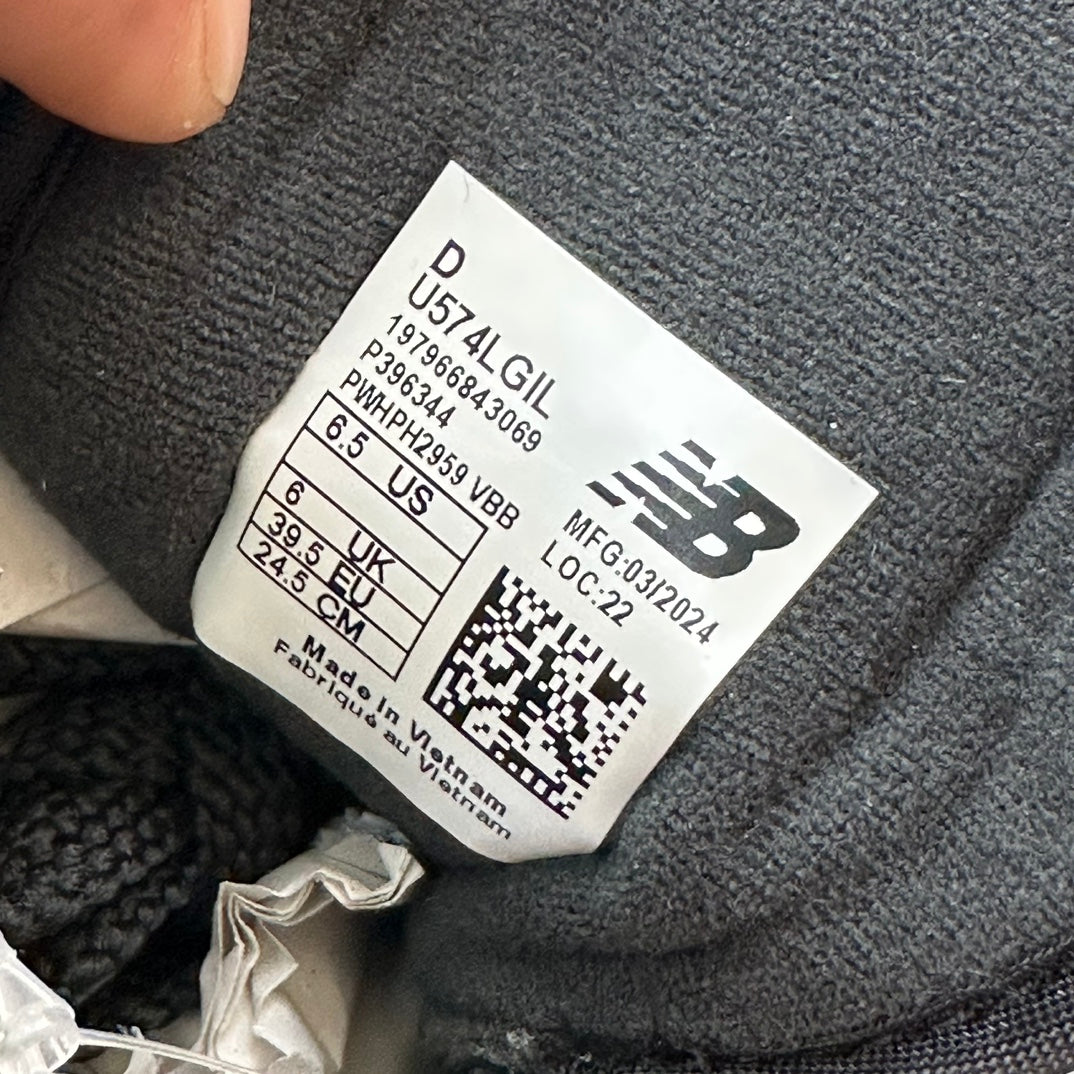 D
U574LGIL
197966843069
P396344
PWHPH2959 VBB
6.5 US
6 UK
39.5 EU
24.5 CM
NB
MFG:03/2024
LOC:22
Made in Vietnam
Fabriqué au Vietnam